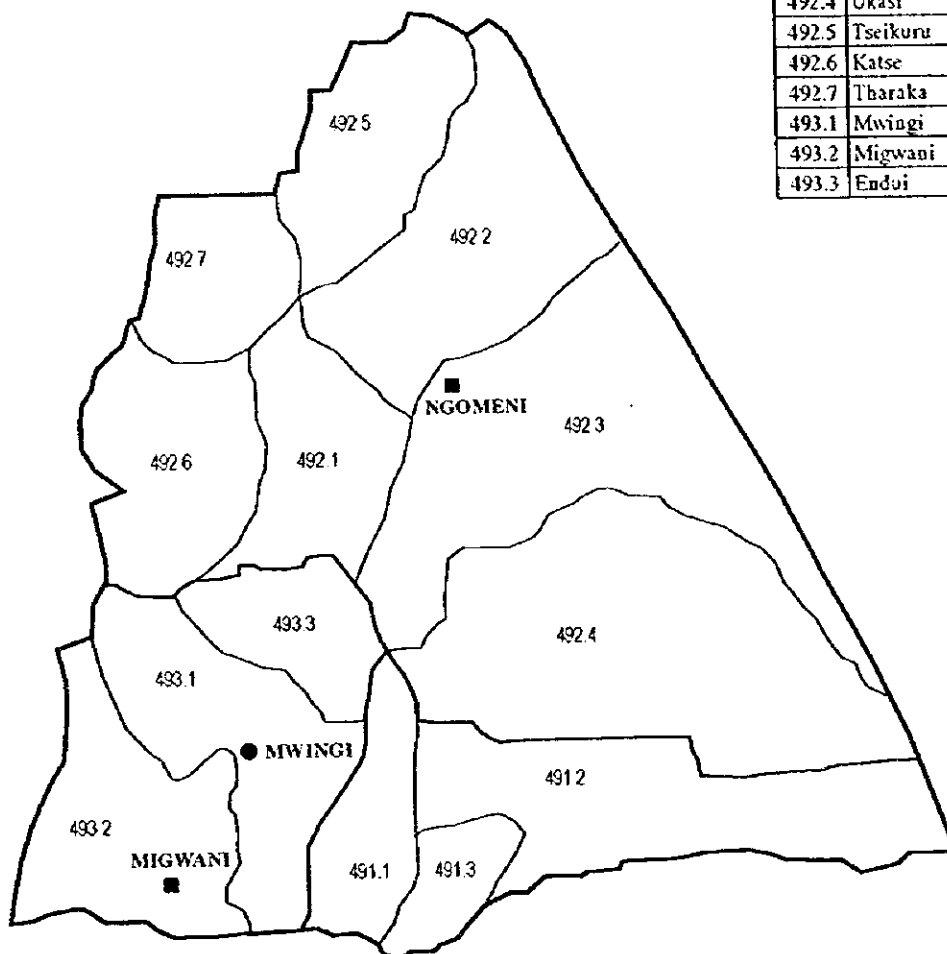 492.4 Ukasi
492.5 Tseikuru
492.6 Katse
492.7 Tharaka
493.1 Mwingi
493.2 Migwani
493.3 Endui
492.5
492 2
492 7
NGOMENI
492 3
492 6
492.1
493.3
492.4
493.1
MWINGI
491 2
493 2
MIGWANI
491.1
491.3